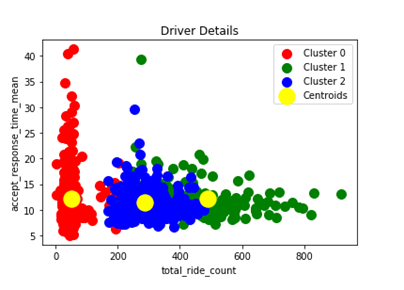 Driver Details
Cluster 0
Cluster 1
Cluster 2
Centroids
accept_response_time_mean
40
35
30
25
20
15
10
5
0
200
400
600
800
total_ride_count